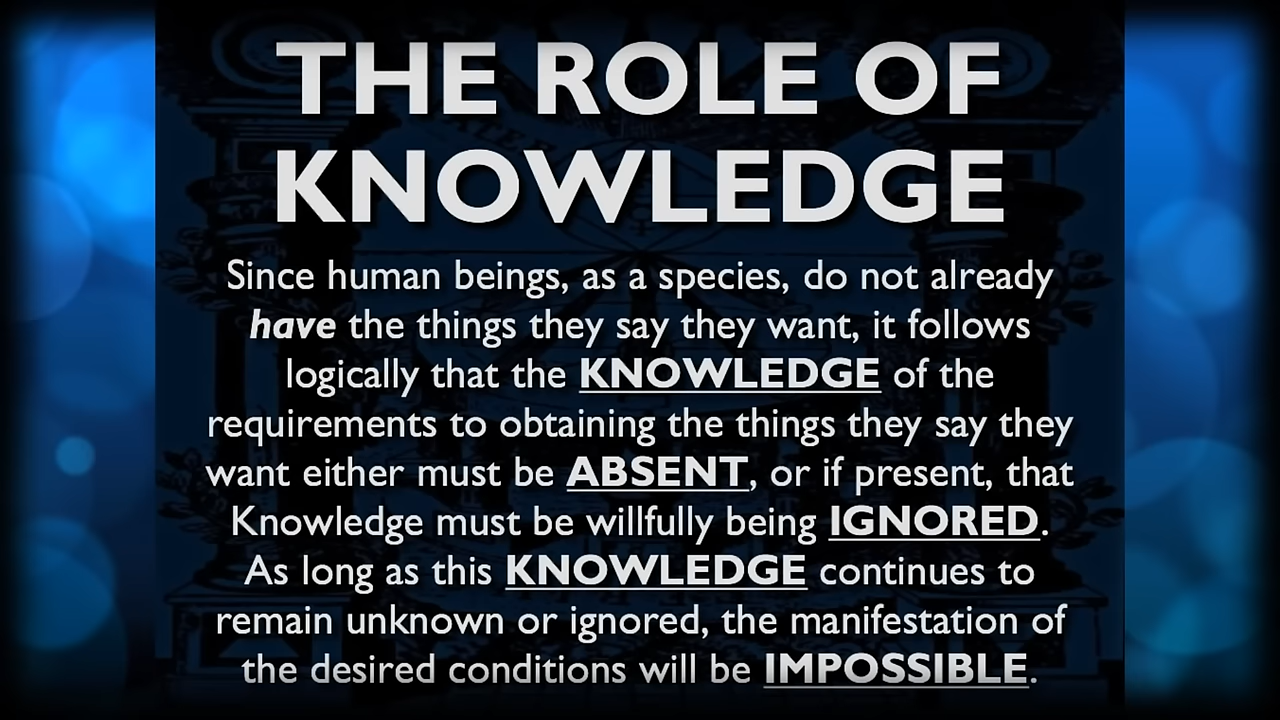 THE ROLE OF
KNOWLEDGE
Since human beings, as a species, do not already
have the things they say they want, it follows
logically that the KNOWLEDGE of the
requirements to obtaining the things they say they
want either must be ABSENT, or if present, that
Knowledge must be willfully being IGNORED.
As long as this KNOWLEDGE continues to
remain unknown or ignored, the manifestation of
the desired conditions will be IMPOSSIBLE.